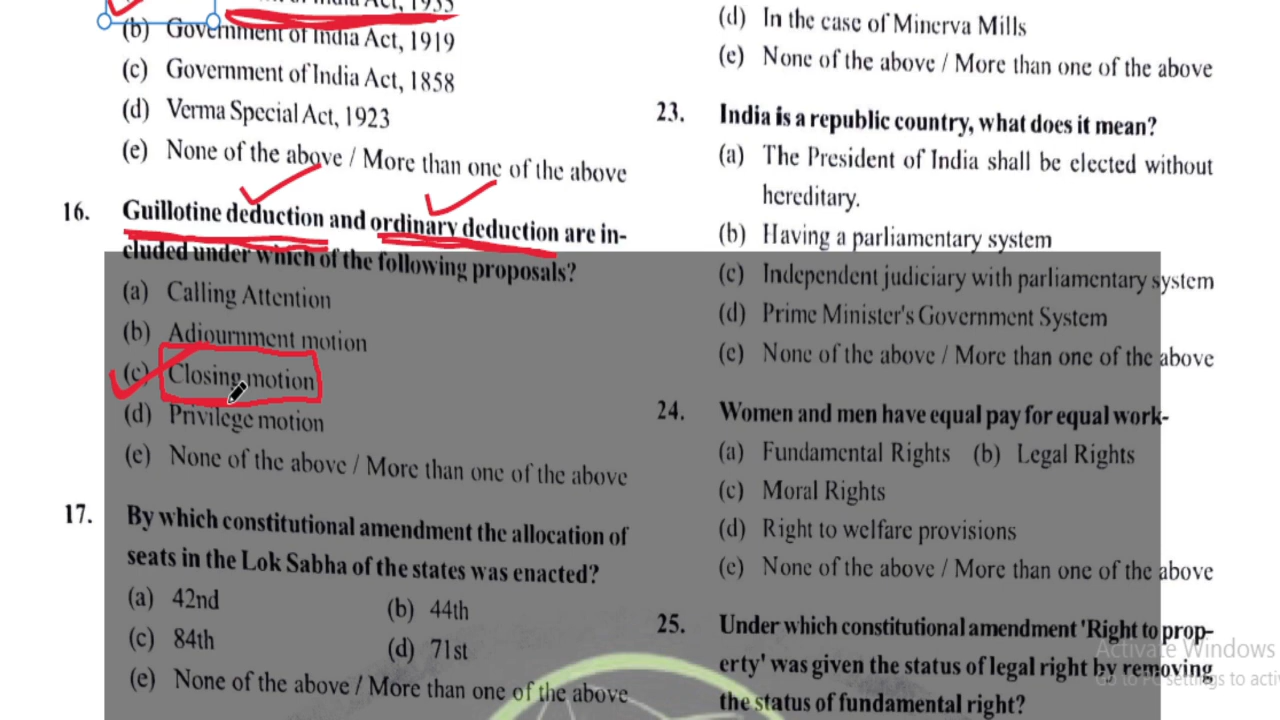 Act, 1935
(b) Government of India Act, 1919
(c) Government of India Act, 1858
(d) Verma Special Act, 1923
(e) None of the above / More than one of the above
16. Guillotine deduction and ordinary deduction are in-
cluded under which of the following proposals?
(a) Calling Attention
(b) Adjournment motion
(c) Closing motion
(d) Privilege motion
(e) None of the above / More than one of the above
17. By which constitutional amendment the allocation of
seats in the Lok Sabha of the states was enacted?
(a) 42nd (b) 44th
(c) 84th (d) 71st
(e) None of the above / More than one of the above
(d) In the case of Minerva Mills
(e) None of the above / More than one of the above
23. India is a republic country, what does it mean?
(a) The President of India shall be elected without
hereditary.
(b) Having a parliamentary system
(c) Independent judiciary with parliamentary system
(d) Prime Minister's Government System
(e) None of the above / More than one of the above
24. Women and men have equal pay for equal work-
(a) Fundamental Rights (b) Legal Rights
(c) Moral Rights
(d) Right to welfare provisions
(e) None of the above / More than one of the above
25. Under which constitutional amendment 'Right to prop-
erty' was given the status of legal right by removing
the status of fundamental right?
Activate Windows
Go to PC settings to acti